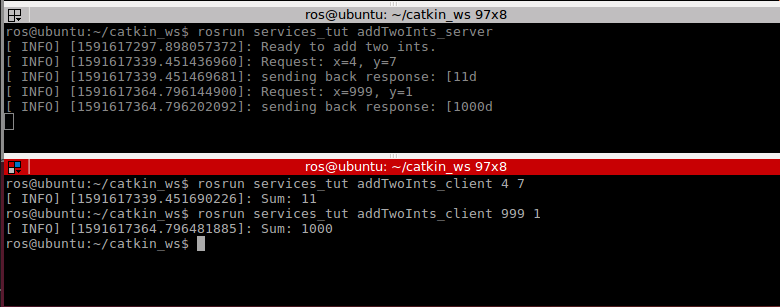 ros@ubuntu: ~/catkin_ws 97x8
ros@ubuntu:~/catkin_ws$ rosrun services_tut addTwoInts_server
[ INFO] [1591617297.898057372]: Ready to add two ints.
[ INFO] [1591617339.451436960]: Request: x=4, y=7
[ INFO] [1591617339.451469681]: sending back response: [11d
[ INFO] [1591617364.796144900]: Request: x=999, y=1
[ INFO] [1591617364.796202092]: sending back response: [1000d
ros@ubuntu: ~/catkin_ws 97x8
ros@ubuntu:~/catkin_ws$ rosrun services_tut addTwoInts_client 4 7
[ INFO] [1591617339.451690226]: Sum: 11
ros@ubuntu:~/catkin_ws$ rosrun services_tut addTwoInts_client 999 1
[ INFO] [1591617364.796481885]: Sum: 1000
ros@ubuntu:~/catkin_ws$